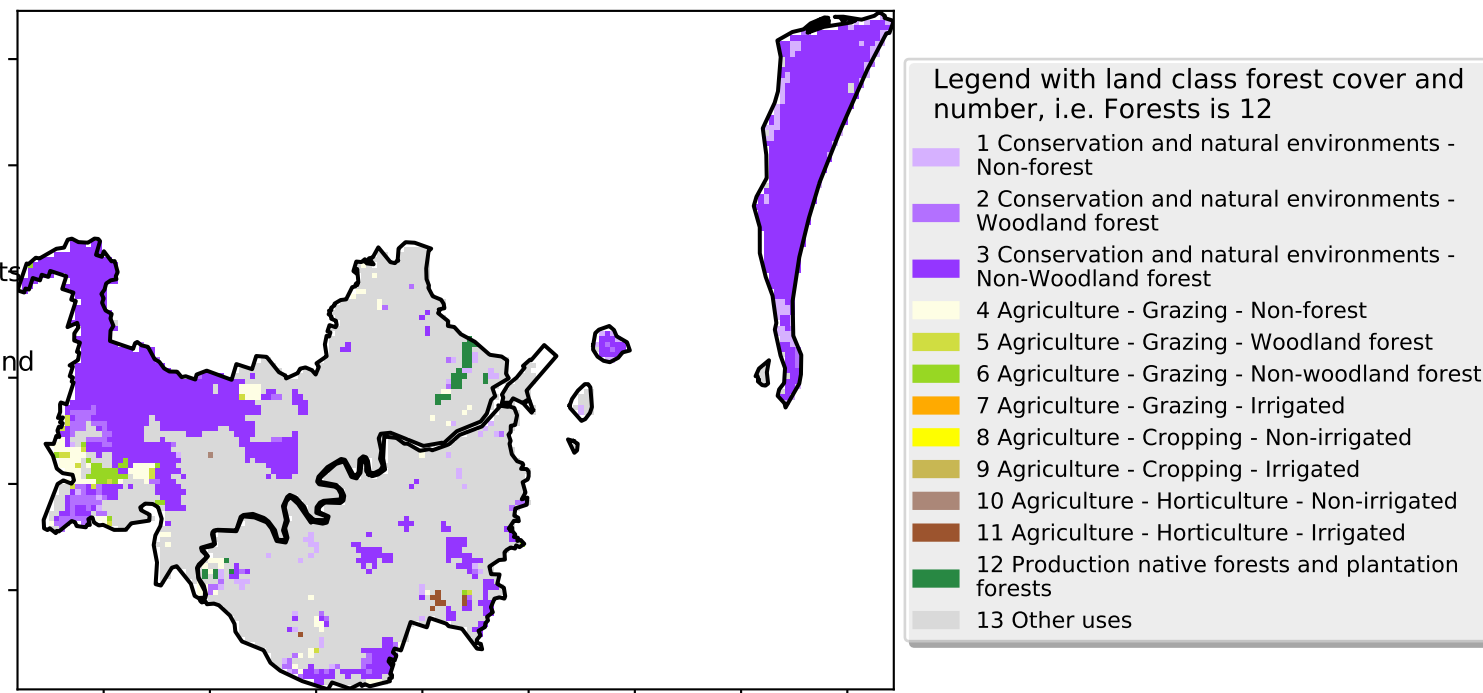 ts
nd
Legend with land class forest cover and
number, i.e. Forests is 12
1 Conservation and natural environments -
Non-forest
2 Conservation and natural environments -
Woodland forest
3 Conservation and natural environments -
Non-Woodland forest
4 Agriculture - Grazing - Non-forest
5 Agriculture - Grazing - Woodland forest
6 Agriculture - Grazing - Non-woodland forest
7 Agriculture - Grazing - Irrigated
8 Agriculture - Cropping - Non-irrigated
9 Agriculture - Cropping - Irrigated
10 Agriculture - Horticulture - Non-irrigated
11 Agriculture - Horticulture - Irrigated
12 Production native forests and plantation
forests
13 Other uses